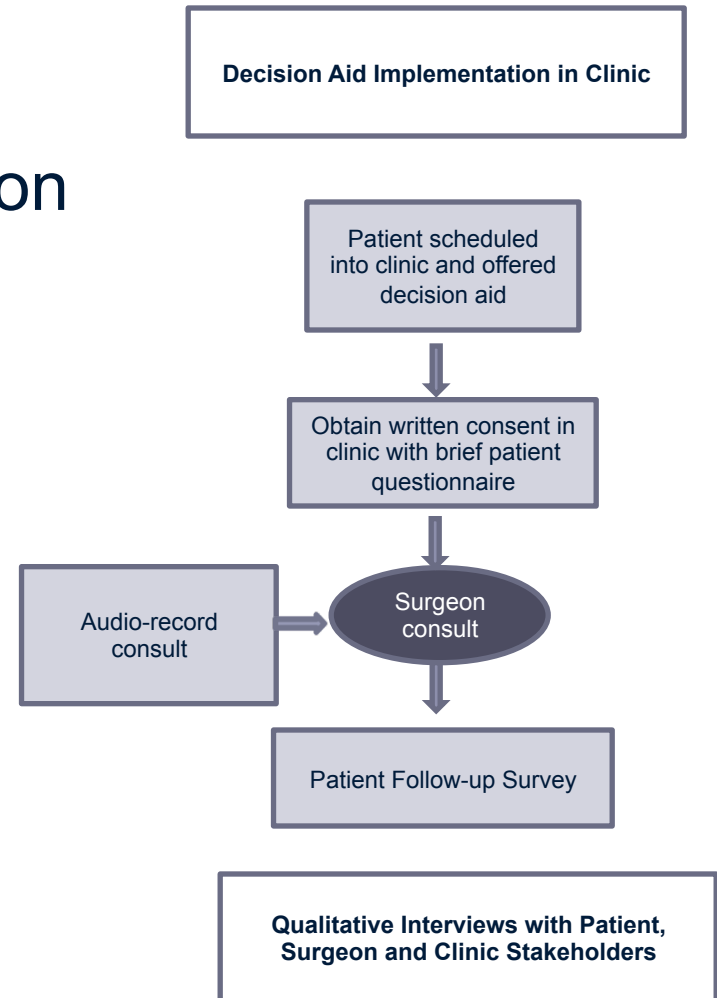 Decision Aid Implementation in Clinic
on
Patient scheduled
into clinic and offered
decision aid
Obtain written consent in
clinic with brief patient
questionnaire
Audio-record
consult
Surgeon
consult
Patient Follow-up Survey
Qualitative Interviews with Patient,
Surgeon and Clinic Stakeholders